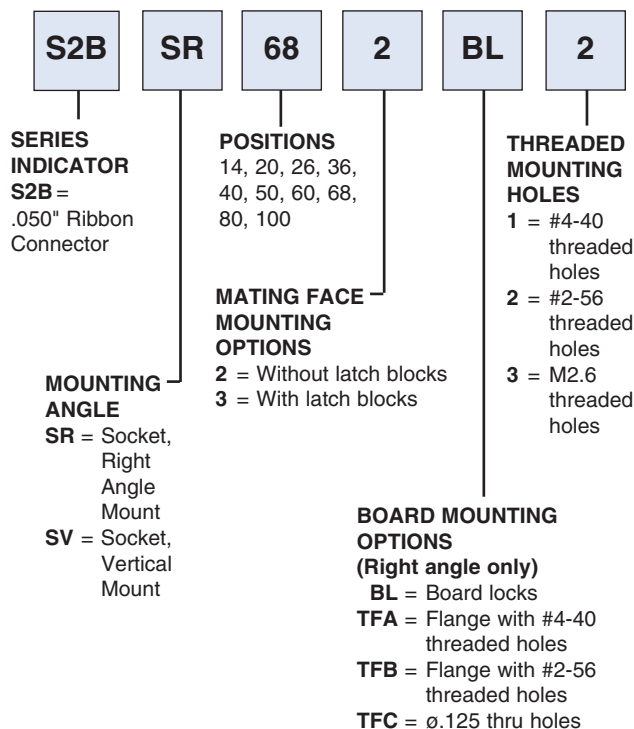 S2B SR 68 2 BL 2
SERIES
INDICATOR
S2B =
.050" Ribbon
Connector
POSITIONS
14, 20, 26, 36,
40, 50, 60, 68,
80, 100
THREADED
MOUNTING
HOLES
1 = #4-40
threaded
holes
2 = #2-56
threaded
holes
3 = M2.6
threaded
holes
MATING FACE
MOUNTING
OPTIONS
2 = Without latch blocks
3 = With latch blocks
MOUNTING
ANGLE
SR = Socket,
Right
Angle
Mount
SV = Socket,
Vertical
Mount
BOARD MOUNTING
OPTIONS
(Right angle only)
BL = Board locks
TFA = Flange with #4-40
threaded holes
TFB = Flange with #2-56
threaded holes
TFC = ø.125 thru holes